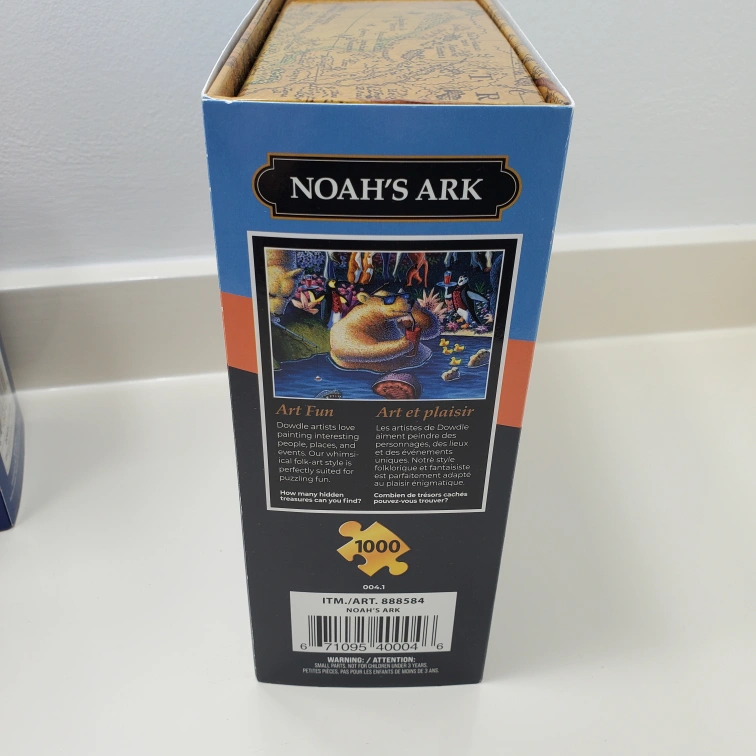 NOAH'S ARK
Art Fun
Dowdle artists love
painting interesting
people, places, and
events. Our whimsi-
ical folk-art style is
perfectly suited for
puzzling fun.
How many hidden
treasures can you find?
Art et plaisir
Les artistes de Dowdle
aiment peindre des
personnages, des lieux
et des événements
uniques. Notre style
folklorique et fantaisiste
est parfaitement adapté
au plaisir énigmatique.
Combien de trésors cachés
pouvez-vous trouver?
1000
004.1
ITM./ART. 888584
NOAH'S ARK
6 71095 40004 6
WARNING: / ATTENTION:
SMALL PARTS. NOT FOR CHILDREN UNDER 3 YEARS.
PETITES PIÈCES. PAS POUR LES ENFANTS DE MOINS DE 3 ANS.